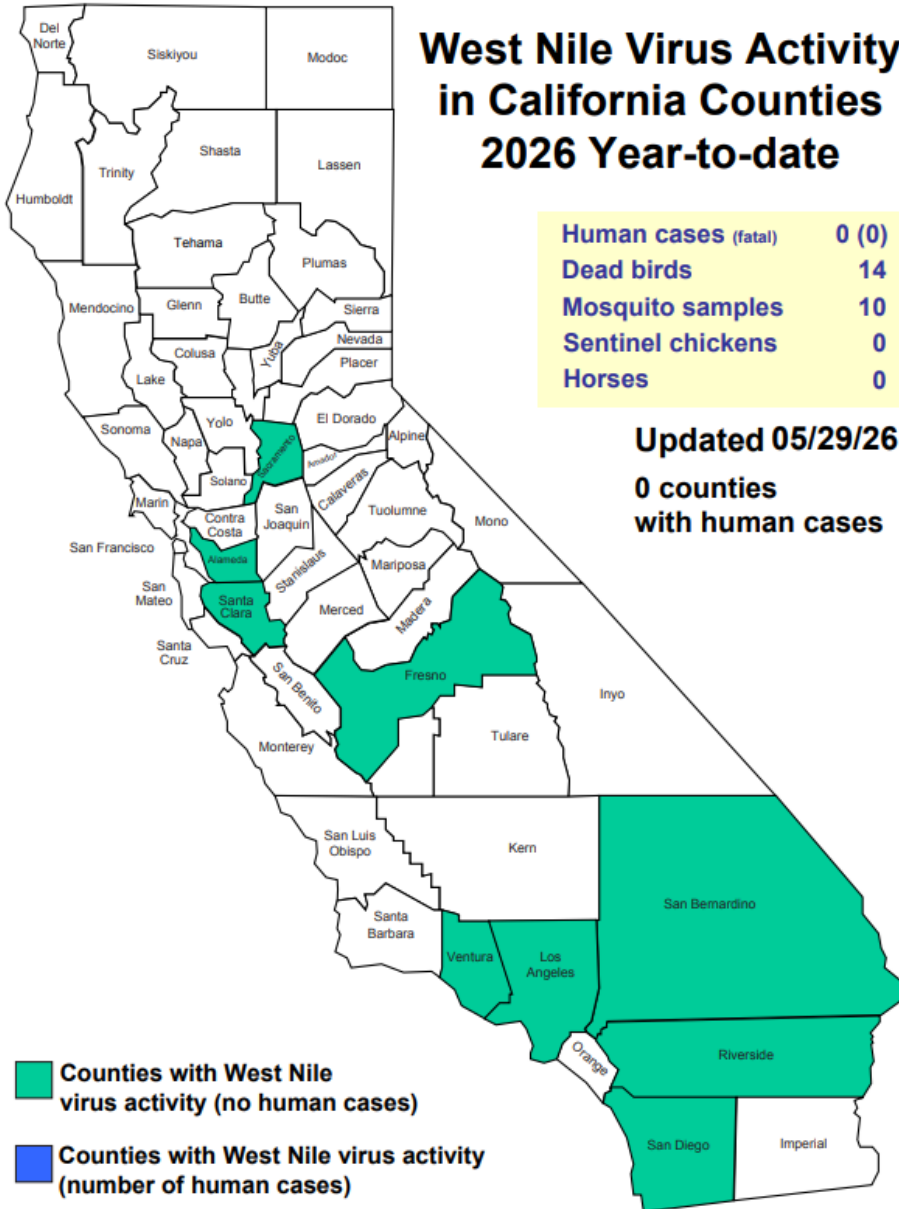 West Nile Virus Activity
in California Counties
2026 Year-to-date
Human cases (fatal) 0 (0)
Dead birds 14
Mosquito samples 10
Sentinel chickens 0
Horses 0
Updated 05/29/26
0 counties
with human cases
Del
Norte
Siskiyou
Modoc
Shasta
Lassen
Trinity
Humboldt
Tehama
Plumas
Mendocino
Glenn
Butte
Sierra
Nevada
Yuba
Placer
Colusa
Lake
El Dorado
Sonoma
Napa
Yolo
Sacramento
Alpine
Amador
Solano
Calaveras
Marin
Contra
Costa
San
Joaquin
Tuolumne
Mono
San Francisco
Alameda
Stanislaus
Mariposa
San
Mateo
Santa
Clara
Merced
Madera
Santa
Cruz
San Benito
Fresno
Inyo
Monterey
Tulare
San Luis
Obispo
Kern
San Bernardino
Santa
Barbara
Ventura
Los
Angeles
Orange
Riverside
San Diego
Imperial
Counties with West Nile
virus activity (no human cases)
Counties with West Nile virus activity
(number of human cases)